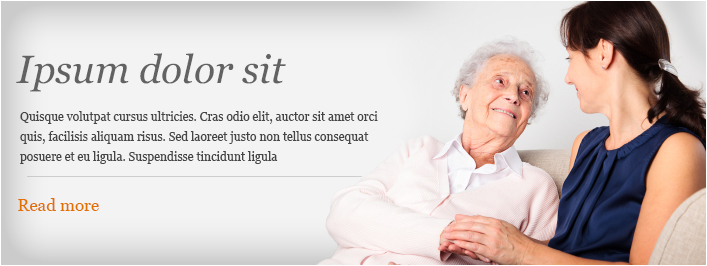 Ipsum dolor sit
Quisque volutpat cursus ultricies. Cras odio elit, auctor sit amet orci
quis, facilisis aliquam risus. Sed laoreet justo non tellus consequat
posuere et eu ligula. Suspendisse tincidunt ligula
Read more